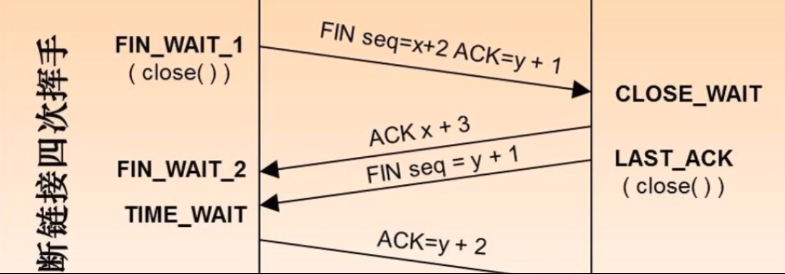 断链接四次挥手
FIN_WAIT_1
( close( ) )
FIN seq=x+2 ACK=y + 1
CLOSE_WAIT
ACK x + 3
FIN_WAIT_2
FIN seq = y + 1
LAST_ACK
( close( ) )
TIME_WAIT
ACK=y + 2